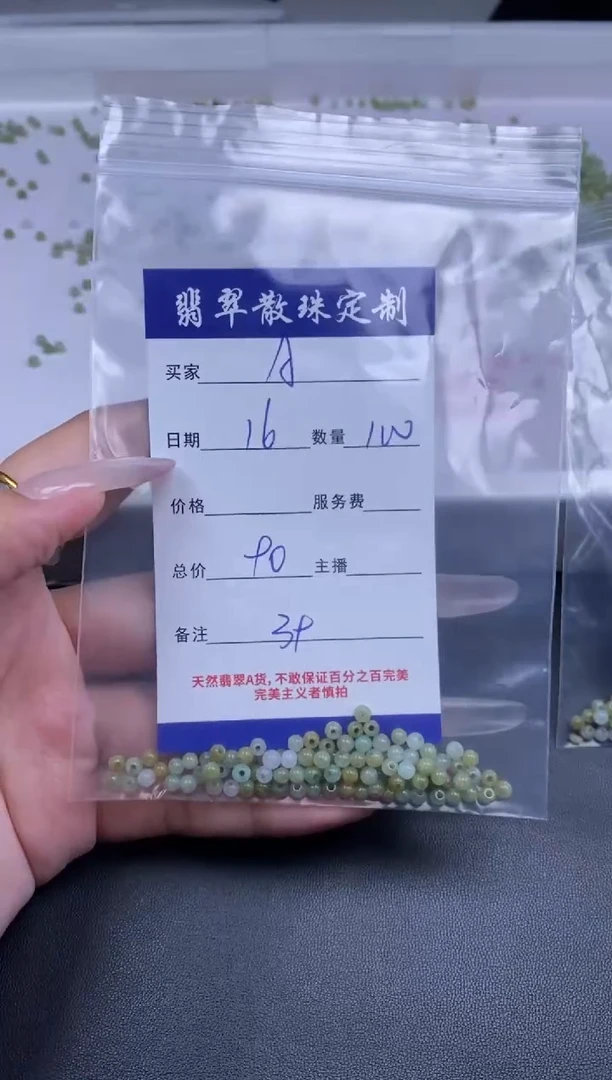 翡翠散珠定制
买家 A
日期 16 数量 100
价格 服务费
总价 90 主播
备注
天然翡翠A货,不敢保证百分之百完美
完美主义者慎拍